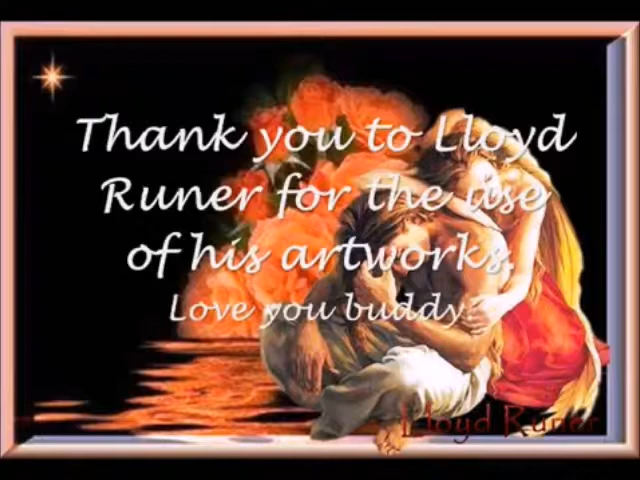 Thank you to Lloyd
Runer for the use
of his artworks.
Love you buddy.
Lloyd Runer